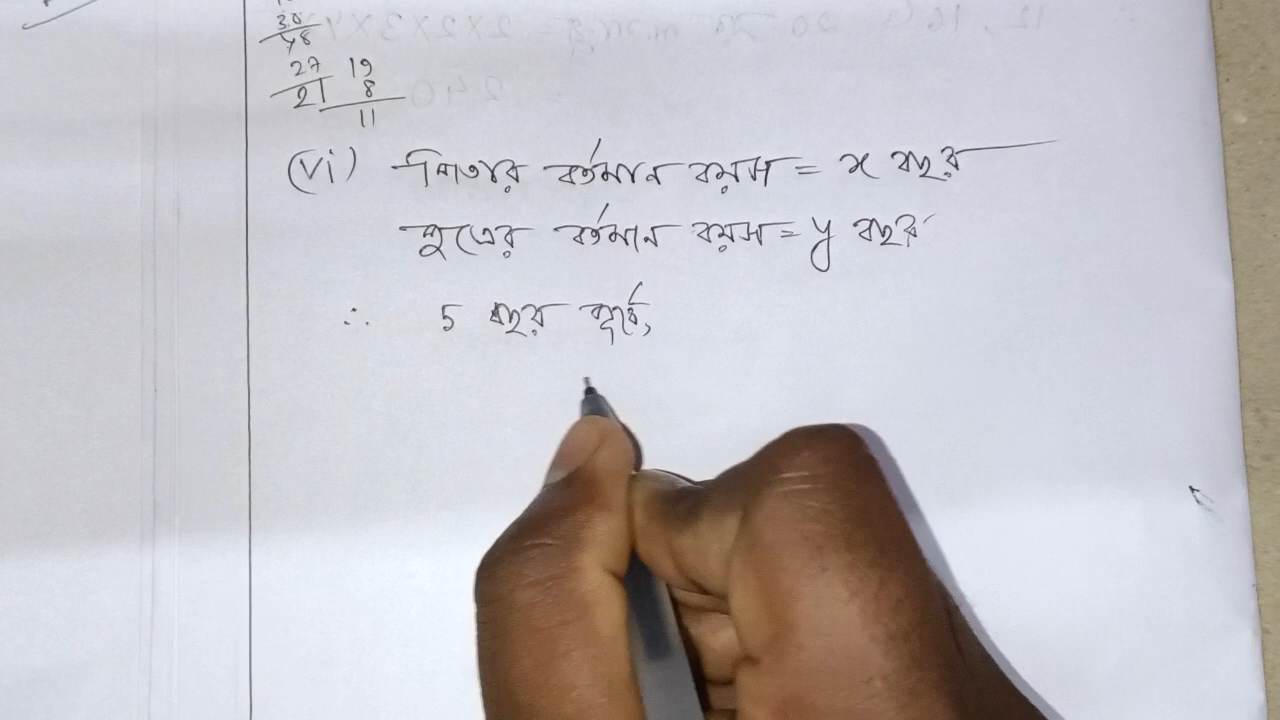 30
48
27 19
21 8
11
(vi) পিতার বর্তমান বয়স = x বছর
পুত্রের বর্তমান বয়স = y বছর
∴ 5 বছর পূর্বে,